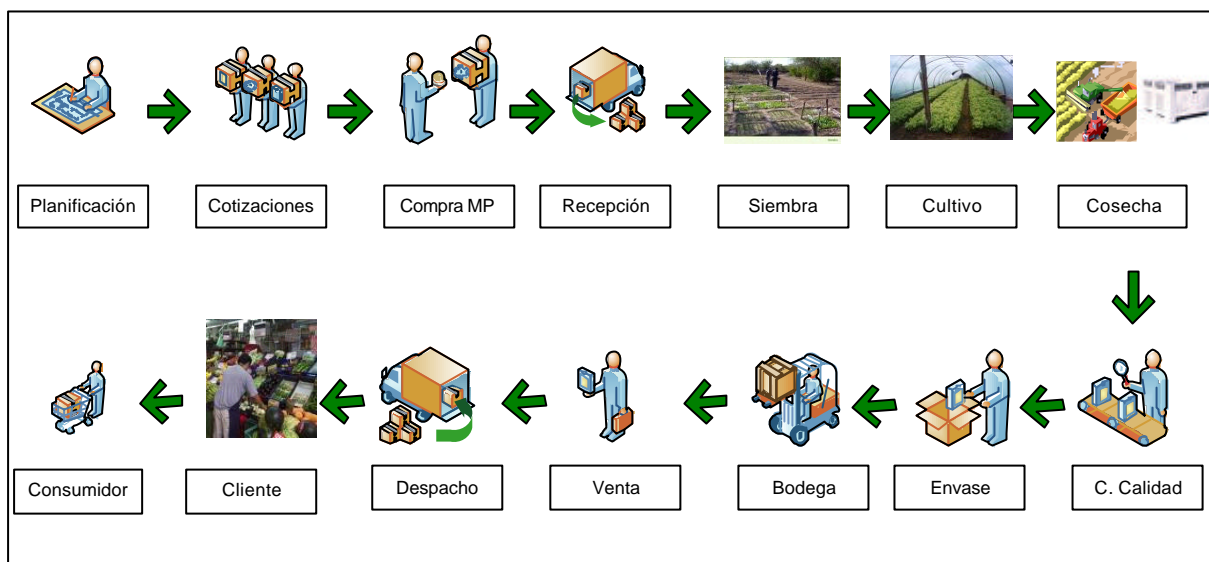 Planificación
Cotizaciones
Compra MP
Recepción
Siembra
Cultivo
Cosecha
Consumidor
Cliente
Despacho
Venta
Bodega
Envase
C. Calidad